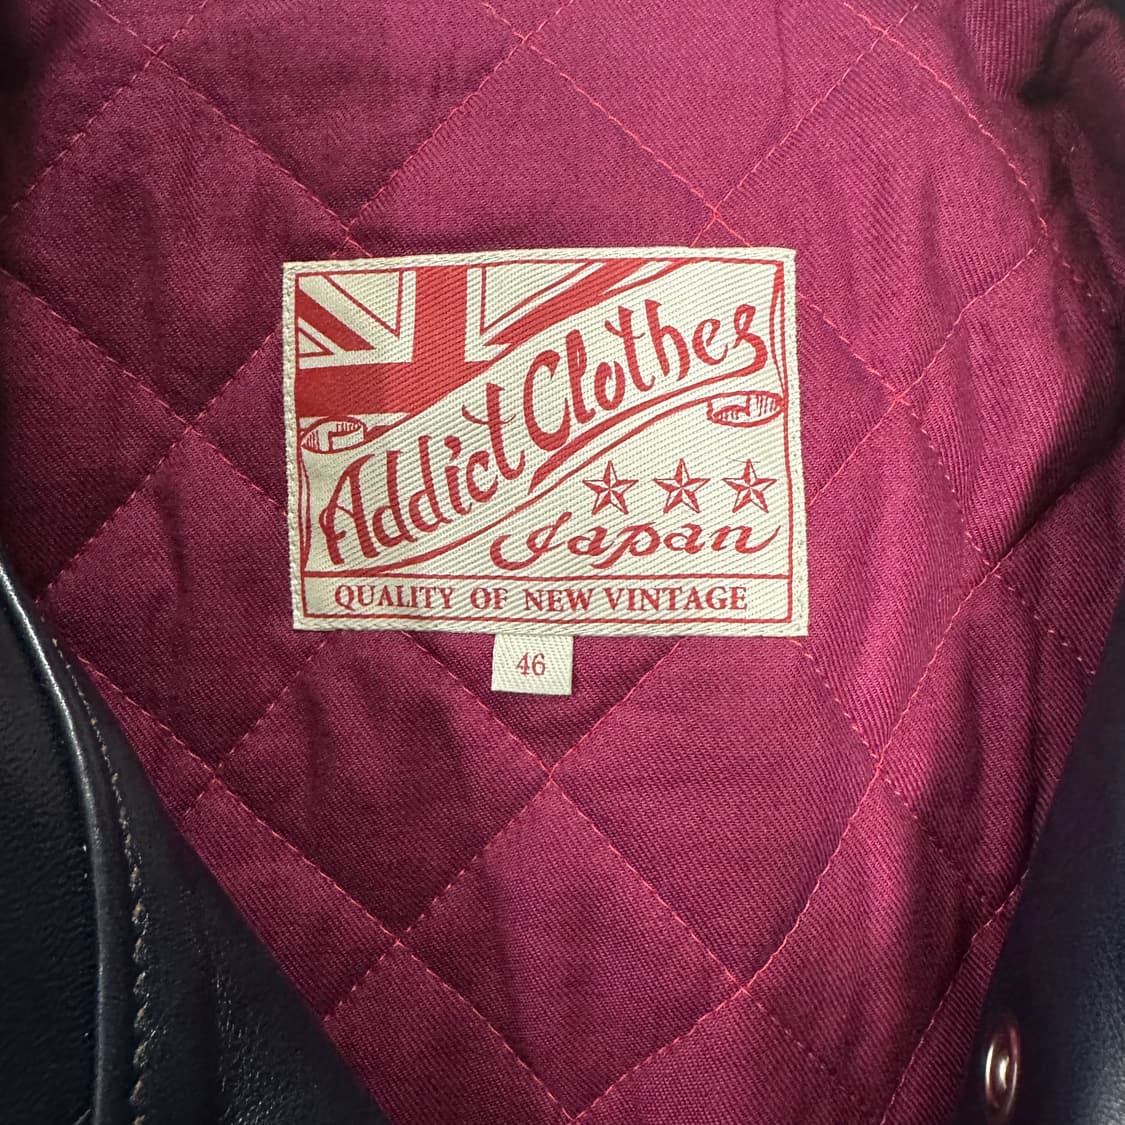 Addict Clothes
Japan
QUALITY OF NEW VINTAGE
46